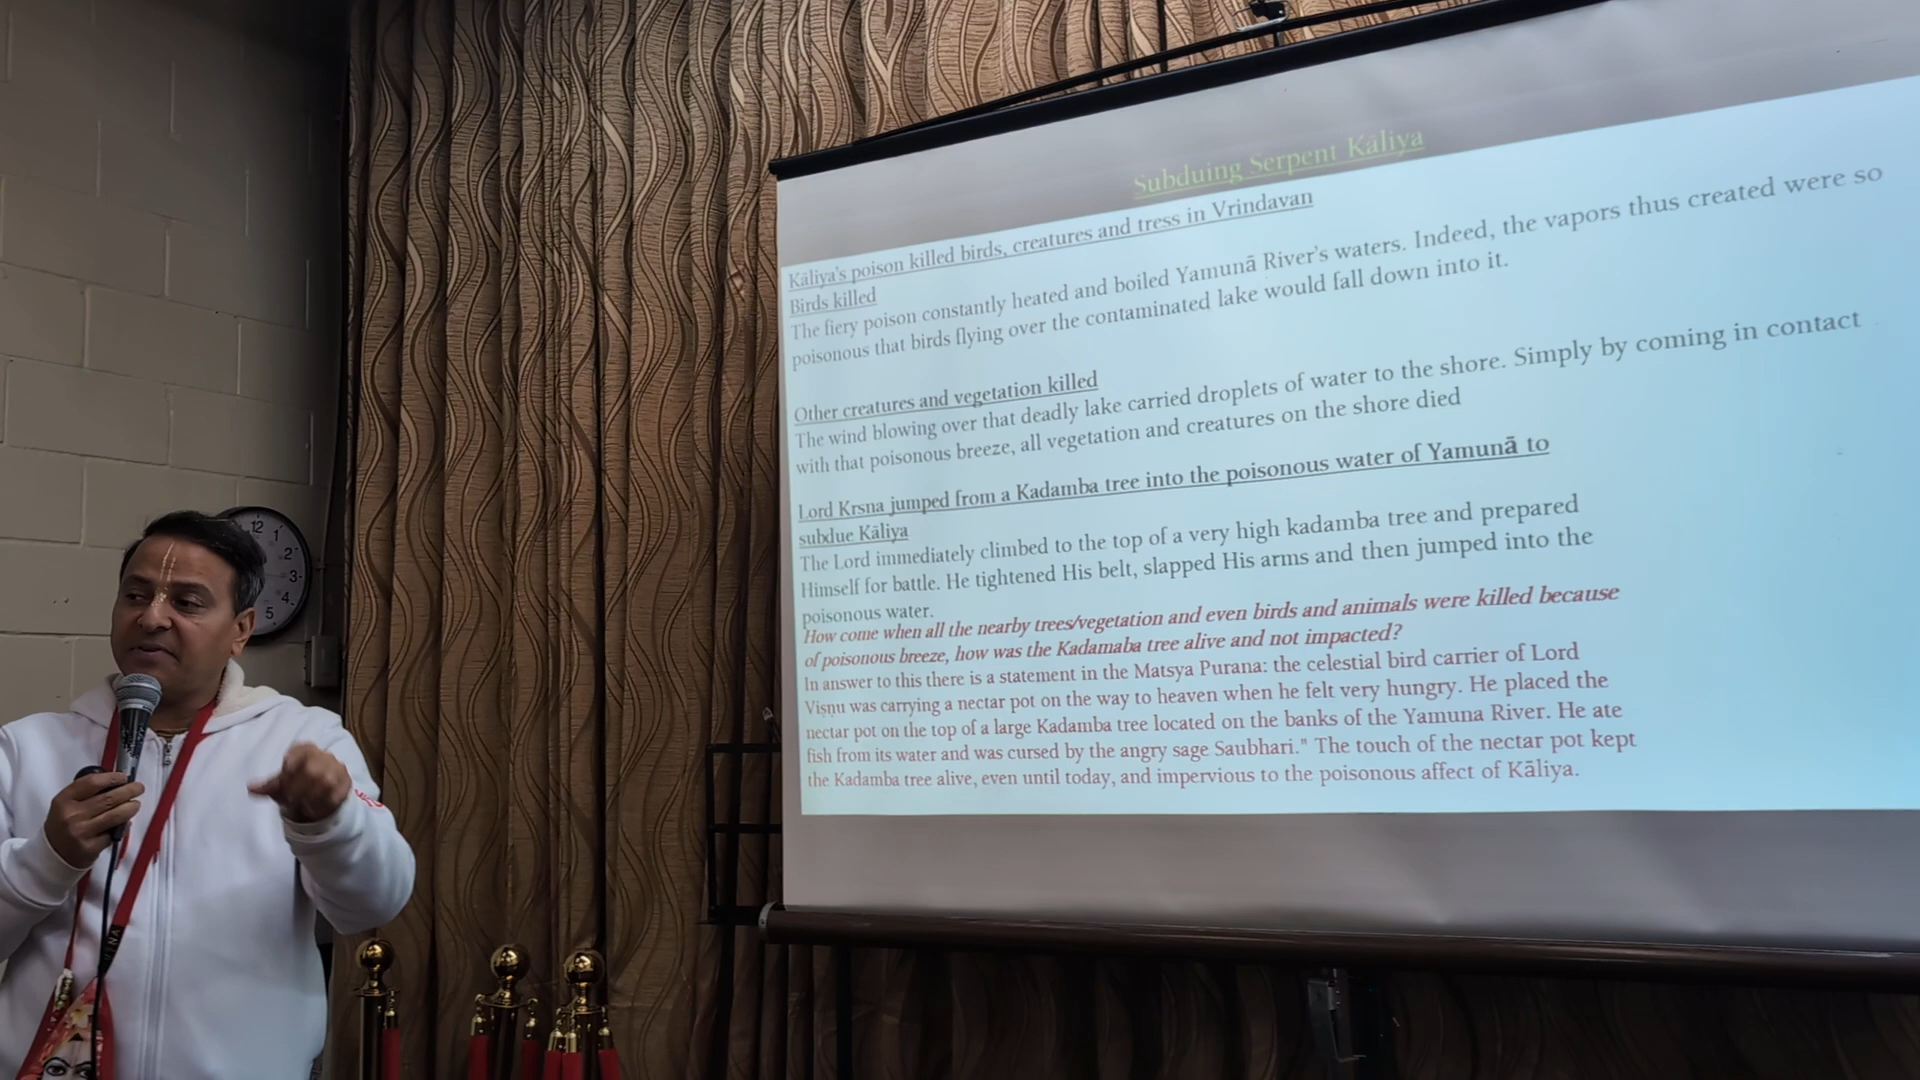 Subduing Serpent Kāliya
Kāliya's poison killed birds, creatures and tress in Vrindavan
Birds killed
The fiery poison constantly heated and boiled Yamunā River's waters. Indeed, the vapors thus created were so
poisonous that birds flying over the contaminated lake would fall down into it.
Other creatures and vegetation killed
The wind blowing over that deadly lake carried droplets of water to the shore. Simply by coming in contact
with that poisonous breeze, all vegetation and creatures on the shore died
Lord Krsna jumped from a Kadamba tree into the poisonous water of Yamunā to
subdue Kāliya
The Lord immediately climbed to the top of a very high kadamba tree and prepared
Himself for battle. He tightened His belt, slapped His arms and then jumped into the
poisonous water.
How come when all the nearby trees/vegetation and even birds and animals were killed because
of poisonous breeze, how was the Kadamaba tree alive and not impacted?
In answer to this there is a statement in the Matsya Purana: the celestial bird carrier of Lord
Viṣṇu was carrying a nectar pot on the way to heaven when he felt very hungry. He placed the
nectar pot on the top of a large Kadamba tree located on the banks of the Yamuna River. He ate
fish from its water and was cursed by the angry sage Saubhari." The touch of the nectar pot kept
the Kadamba tree alive, even until today, and impervious to the poisonous affect of Kāliya.
12
1
2
3
4
5